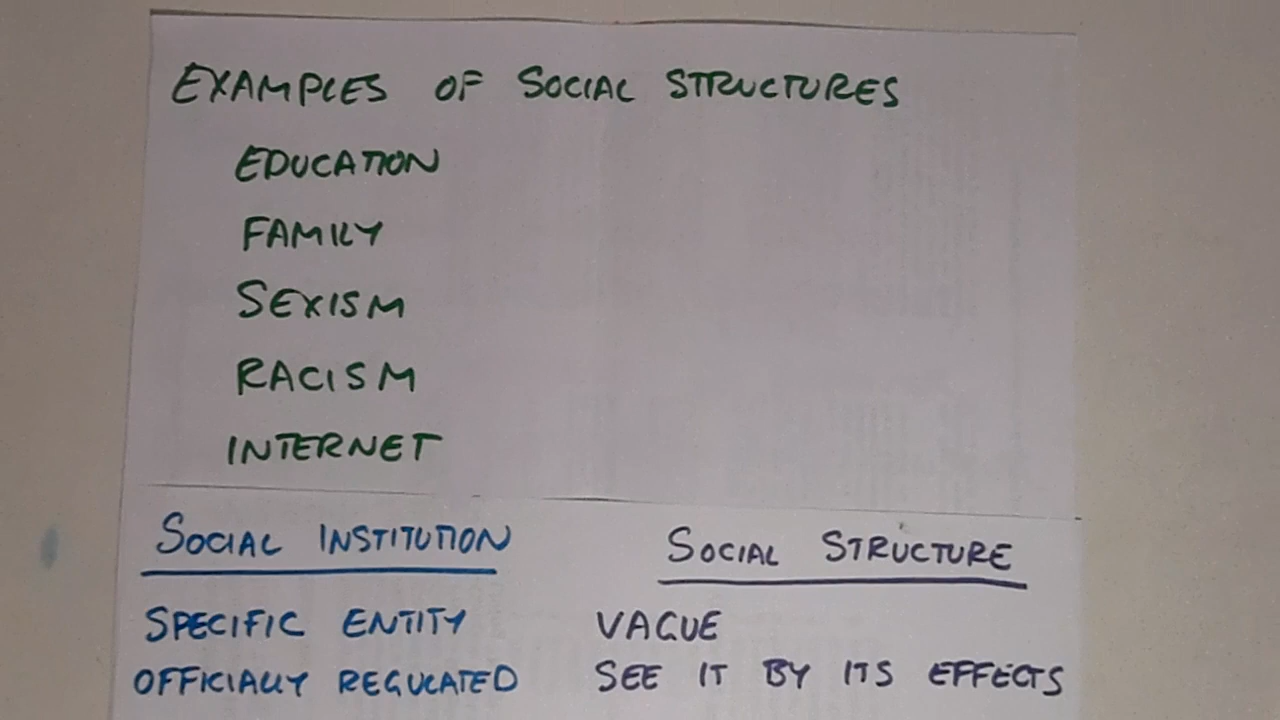 EXAMPLES OF SOCIAL STRUCTURES
EDUCATION
FAMILY
SEXISM
RACISM
INTERNET
SOCIAL INSTITUTION
SPECIFIC ENTITY
OFFICIALLY REGULATED
SOCIAL STRUCTURE
VAGUE
SEE IT BY ITS EFFECTS